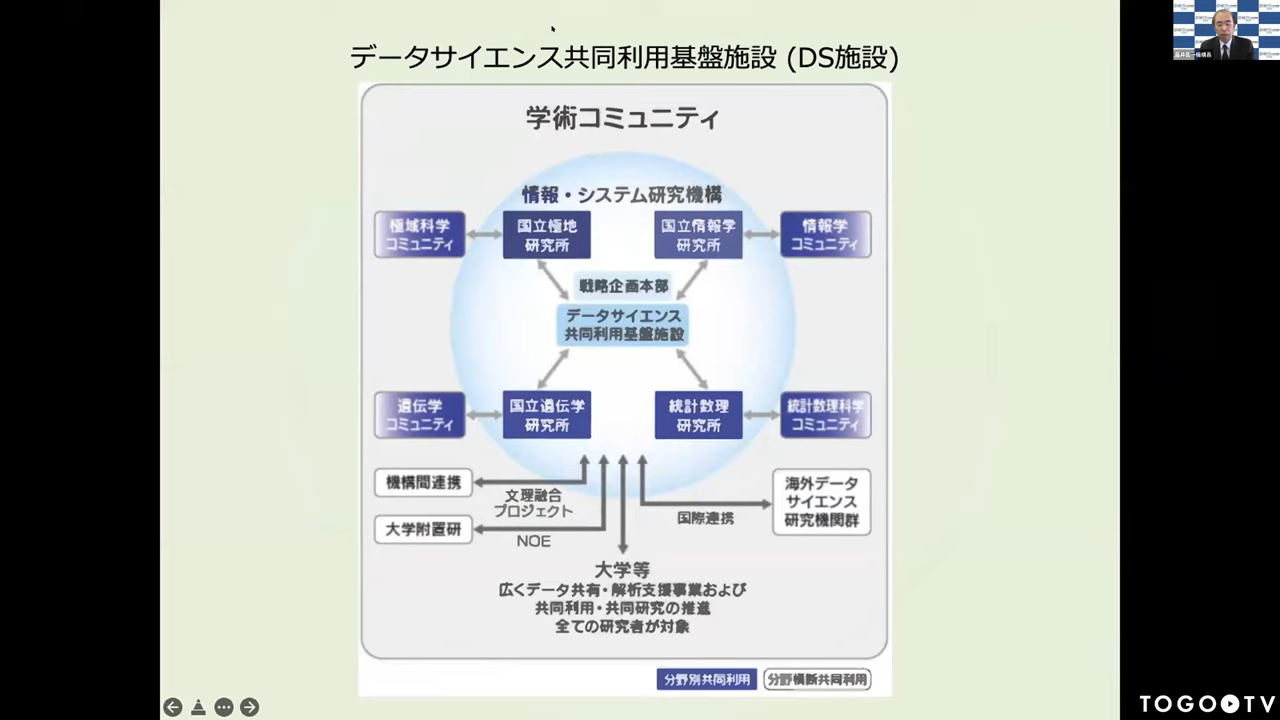 データサイエンス共同利用基盤施設 (DS施設)
学術コミュニティ
情報・システム研究機構
極域科学
コミュニティ
国立極地
研究所
国立情報学
研究所
情報学
コミュニティ
戦略企画本部
データサイエンス
共同利用基盤施設
遺伝学
コミュニティ
国立遺伝学
研究所
統計数理
研究所
統計数理科学
コミュニティ
機構間連携
文理融合
プロジェクト
大学附置研
NOE
国際連携
海外データ
サイエンス
研究機関群
大学等
広くデータ共有・解析支援事業および
共同利用・共同研究の推進
全ての研究者が対象
分野別共同利用
分野横断共同利用
TOGO TV